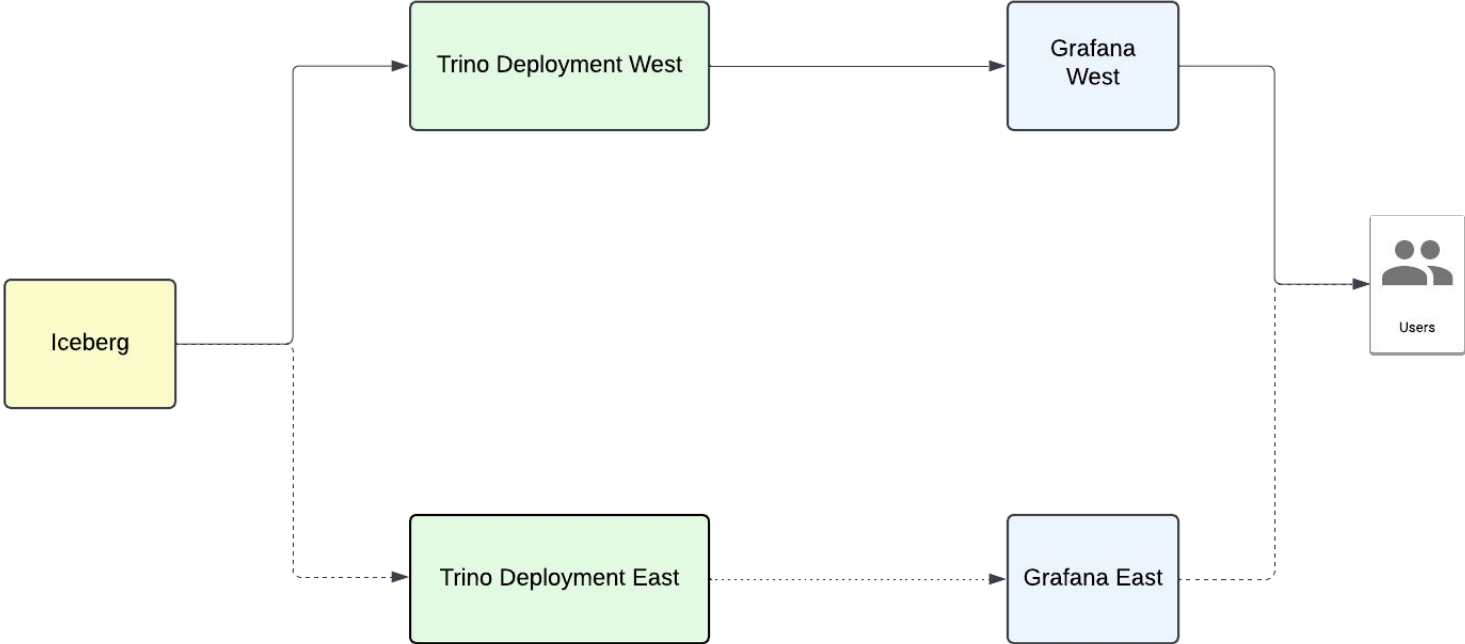 Trino Deployment West
Grafana
West
Iceberg
Users
Trino Deployment East
Grafana East